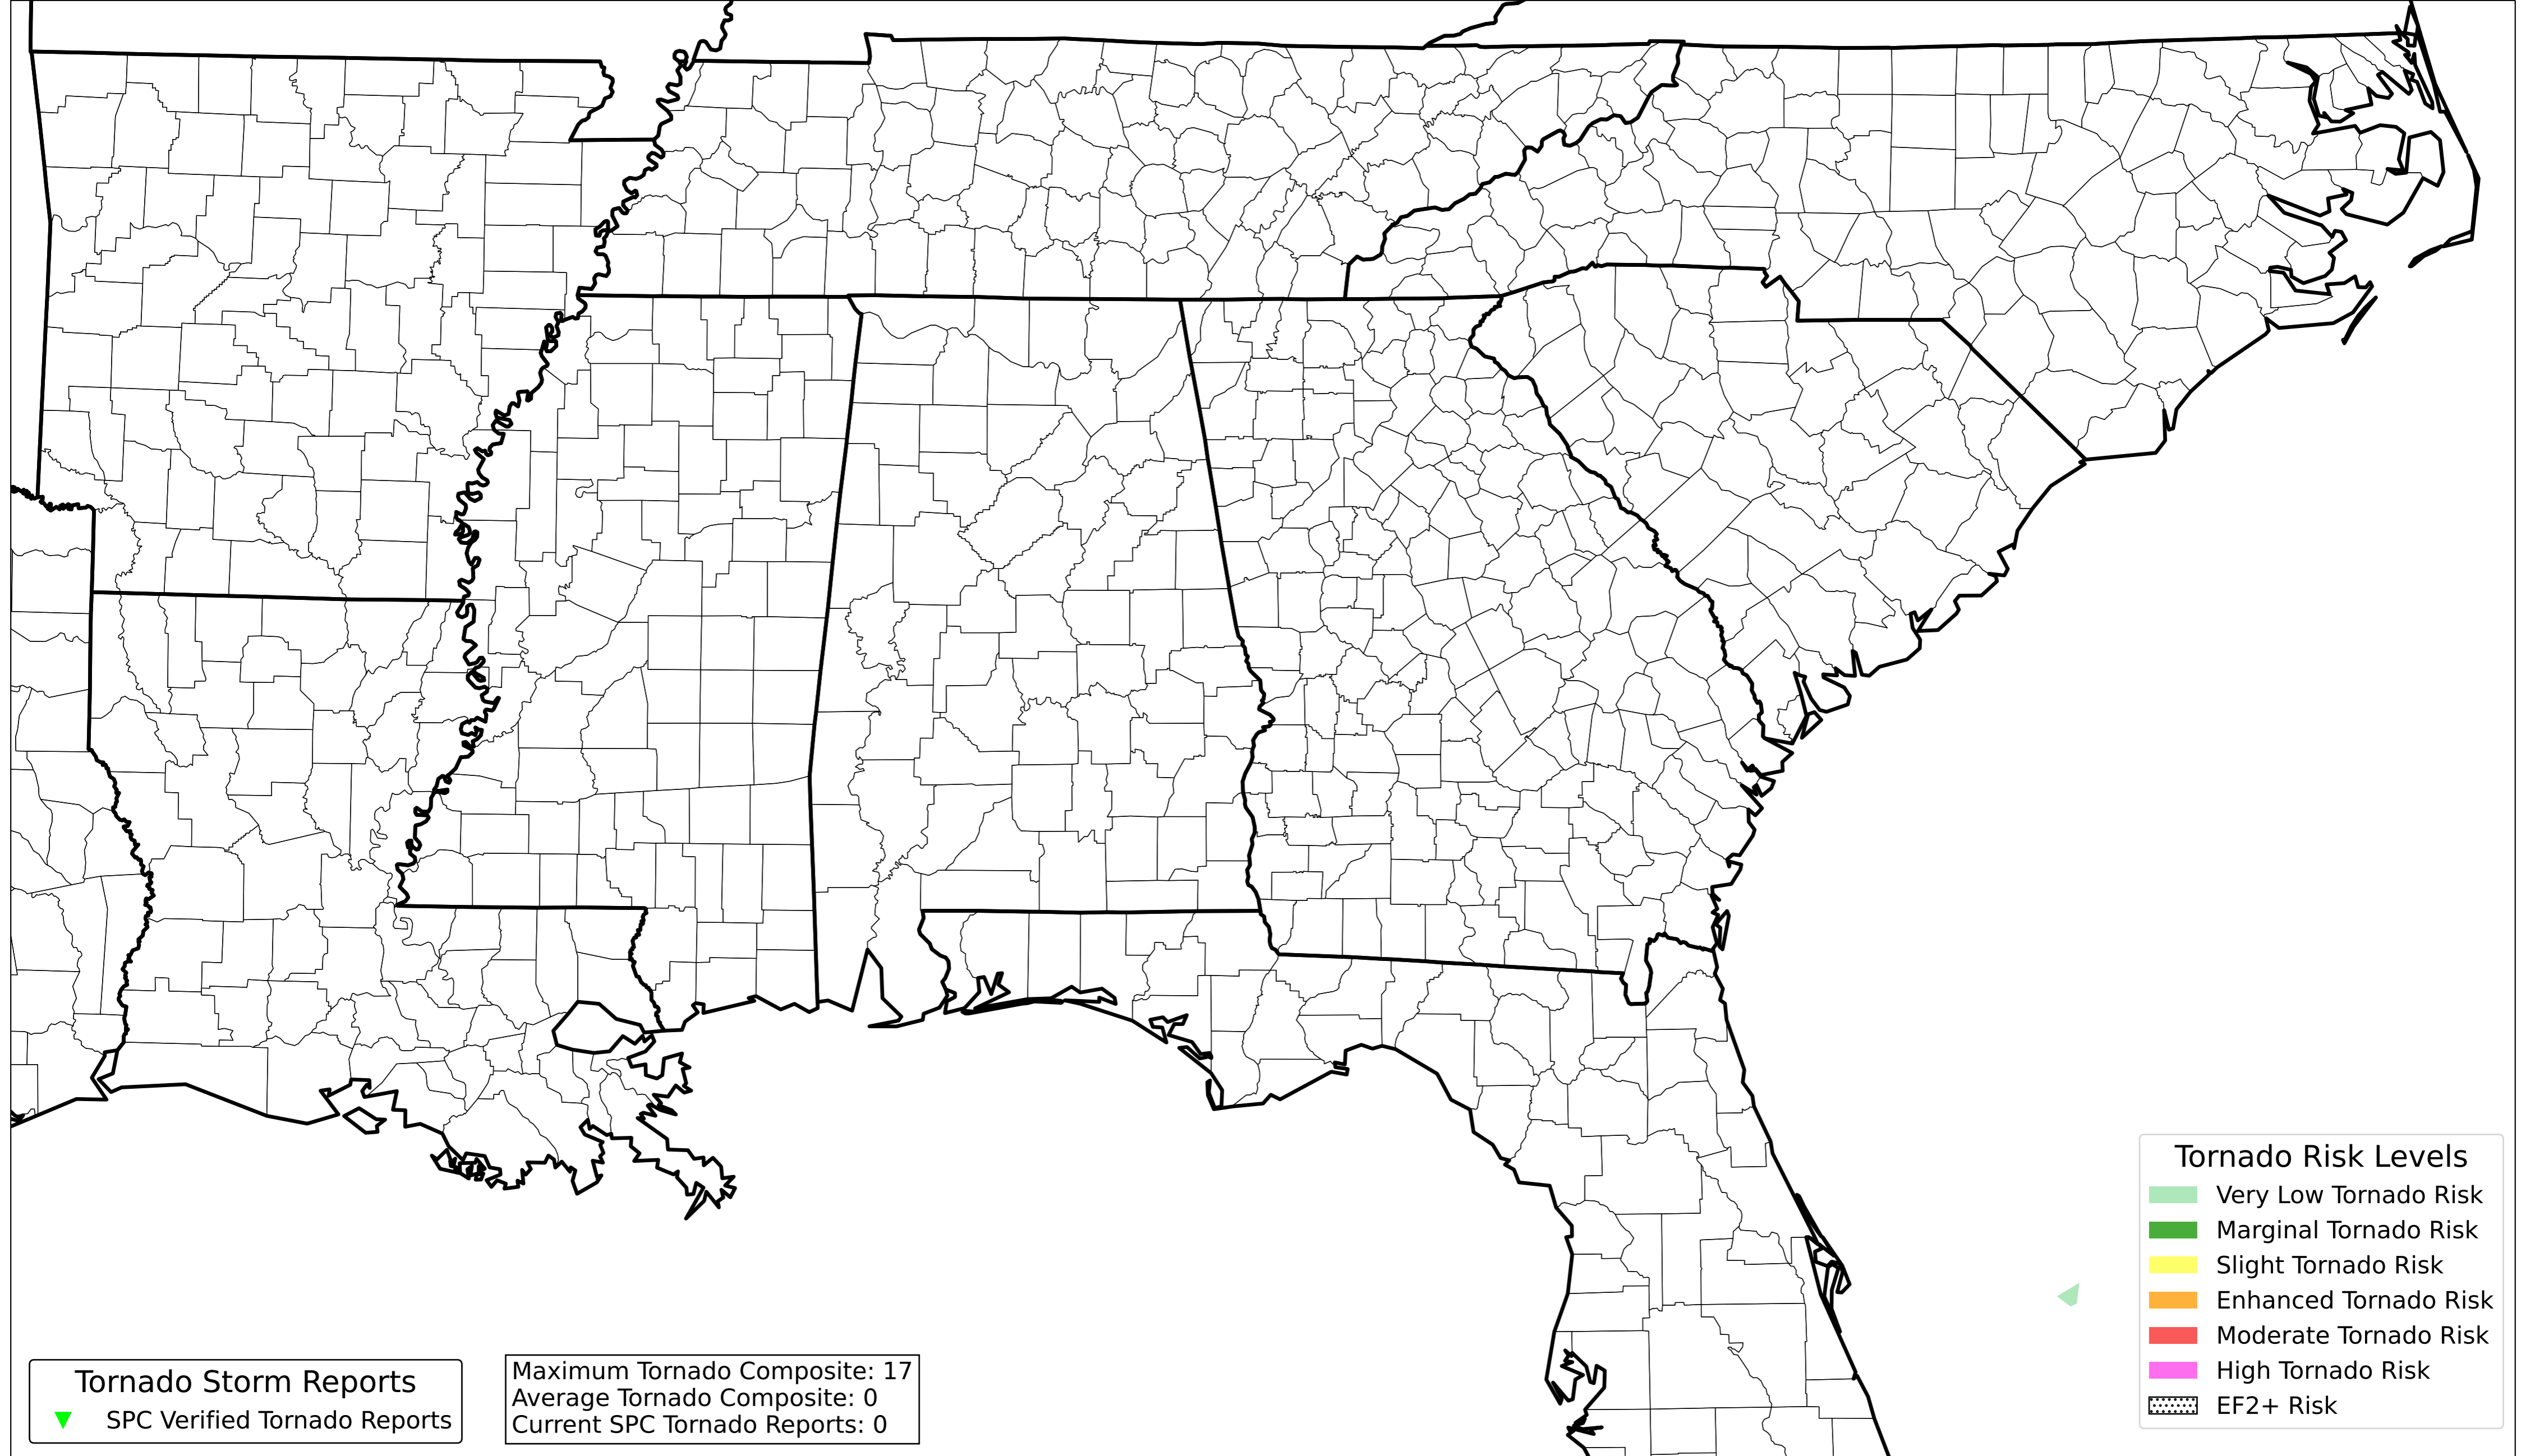 Tornado Storm Reports
SPC Verified Tornado Reports
Maximum Tornado Composite: 17
Average Tornado Composite: 0
Current SPC Tornado Reports: 0
Tornado Risk Levels
Very Low Tornado Risk
Marginal Tornado Risk
Slight Tornado Risk
Enhanced Tornado Risk
Moderate Tornado Risk
High Tornado Risk
EF2+ Risk